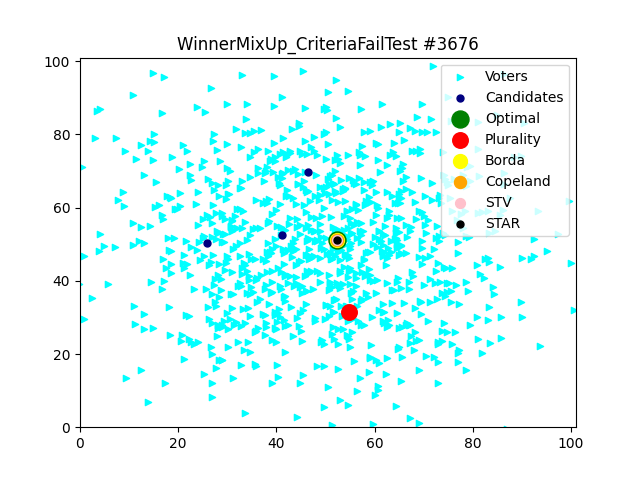 WinnerMixUp_CriteriaFailTest #3676
100
80
60
40
20
0
0
20
40
60
80
100
Voters
Candidates
Optimal
Plurality
Borda
Copeland
STV
STAR